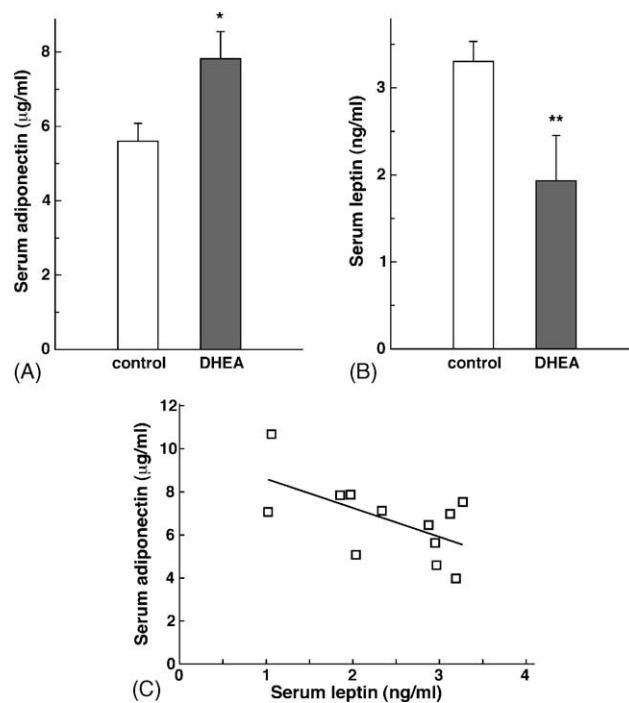 *
8
6
4
2
0
Serum adiponectin (µg/ml)
control DHEA
(A)
**
3
2
1
0
Serum leptin (ng/ml)
control DHEA
(B)
12
10
8
6
4
2
0
Serum adiponectin (µg/ml)
0 1 2 3 4
Serum leptin (ng/ml)
(C)